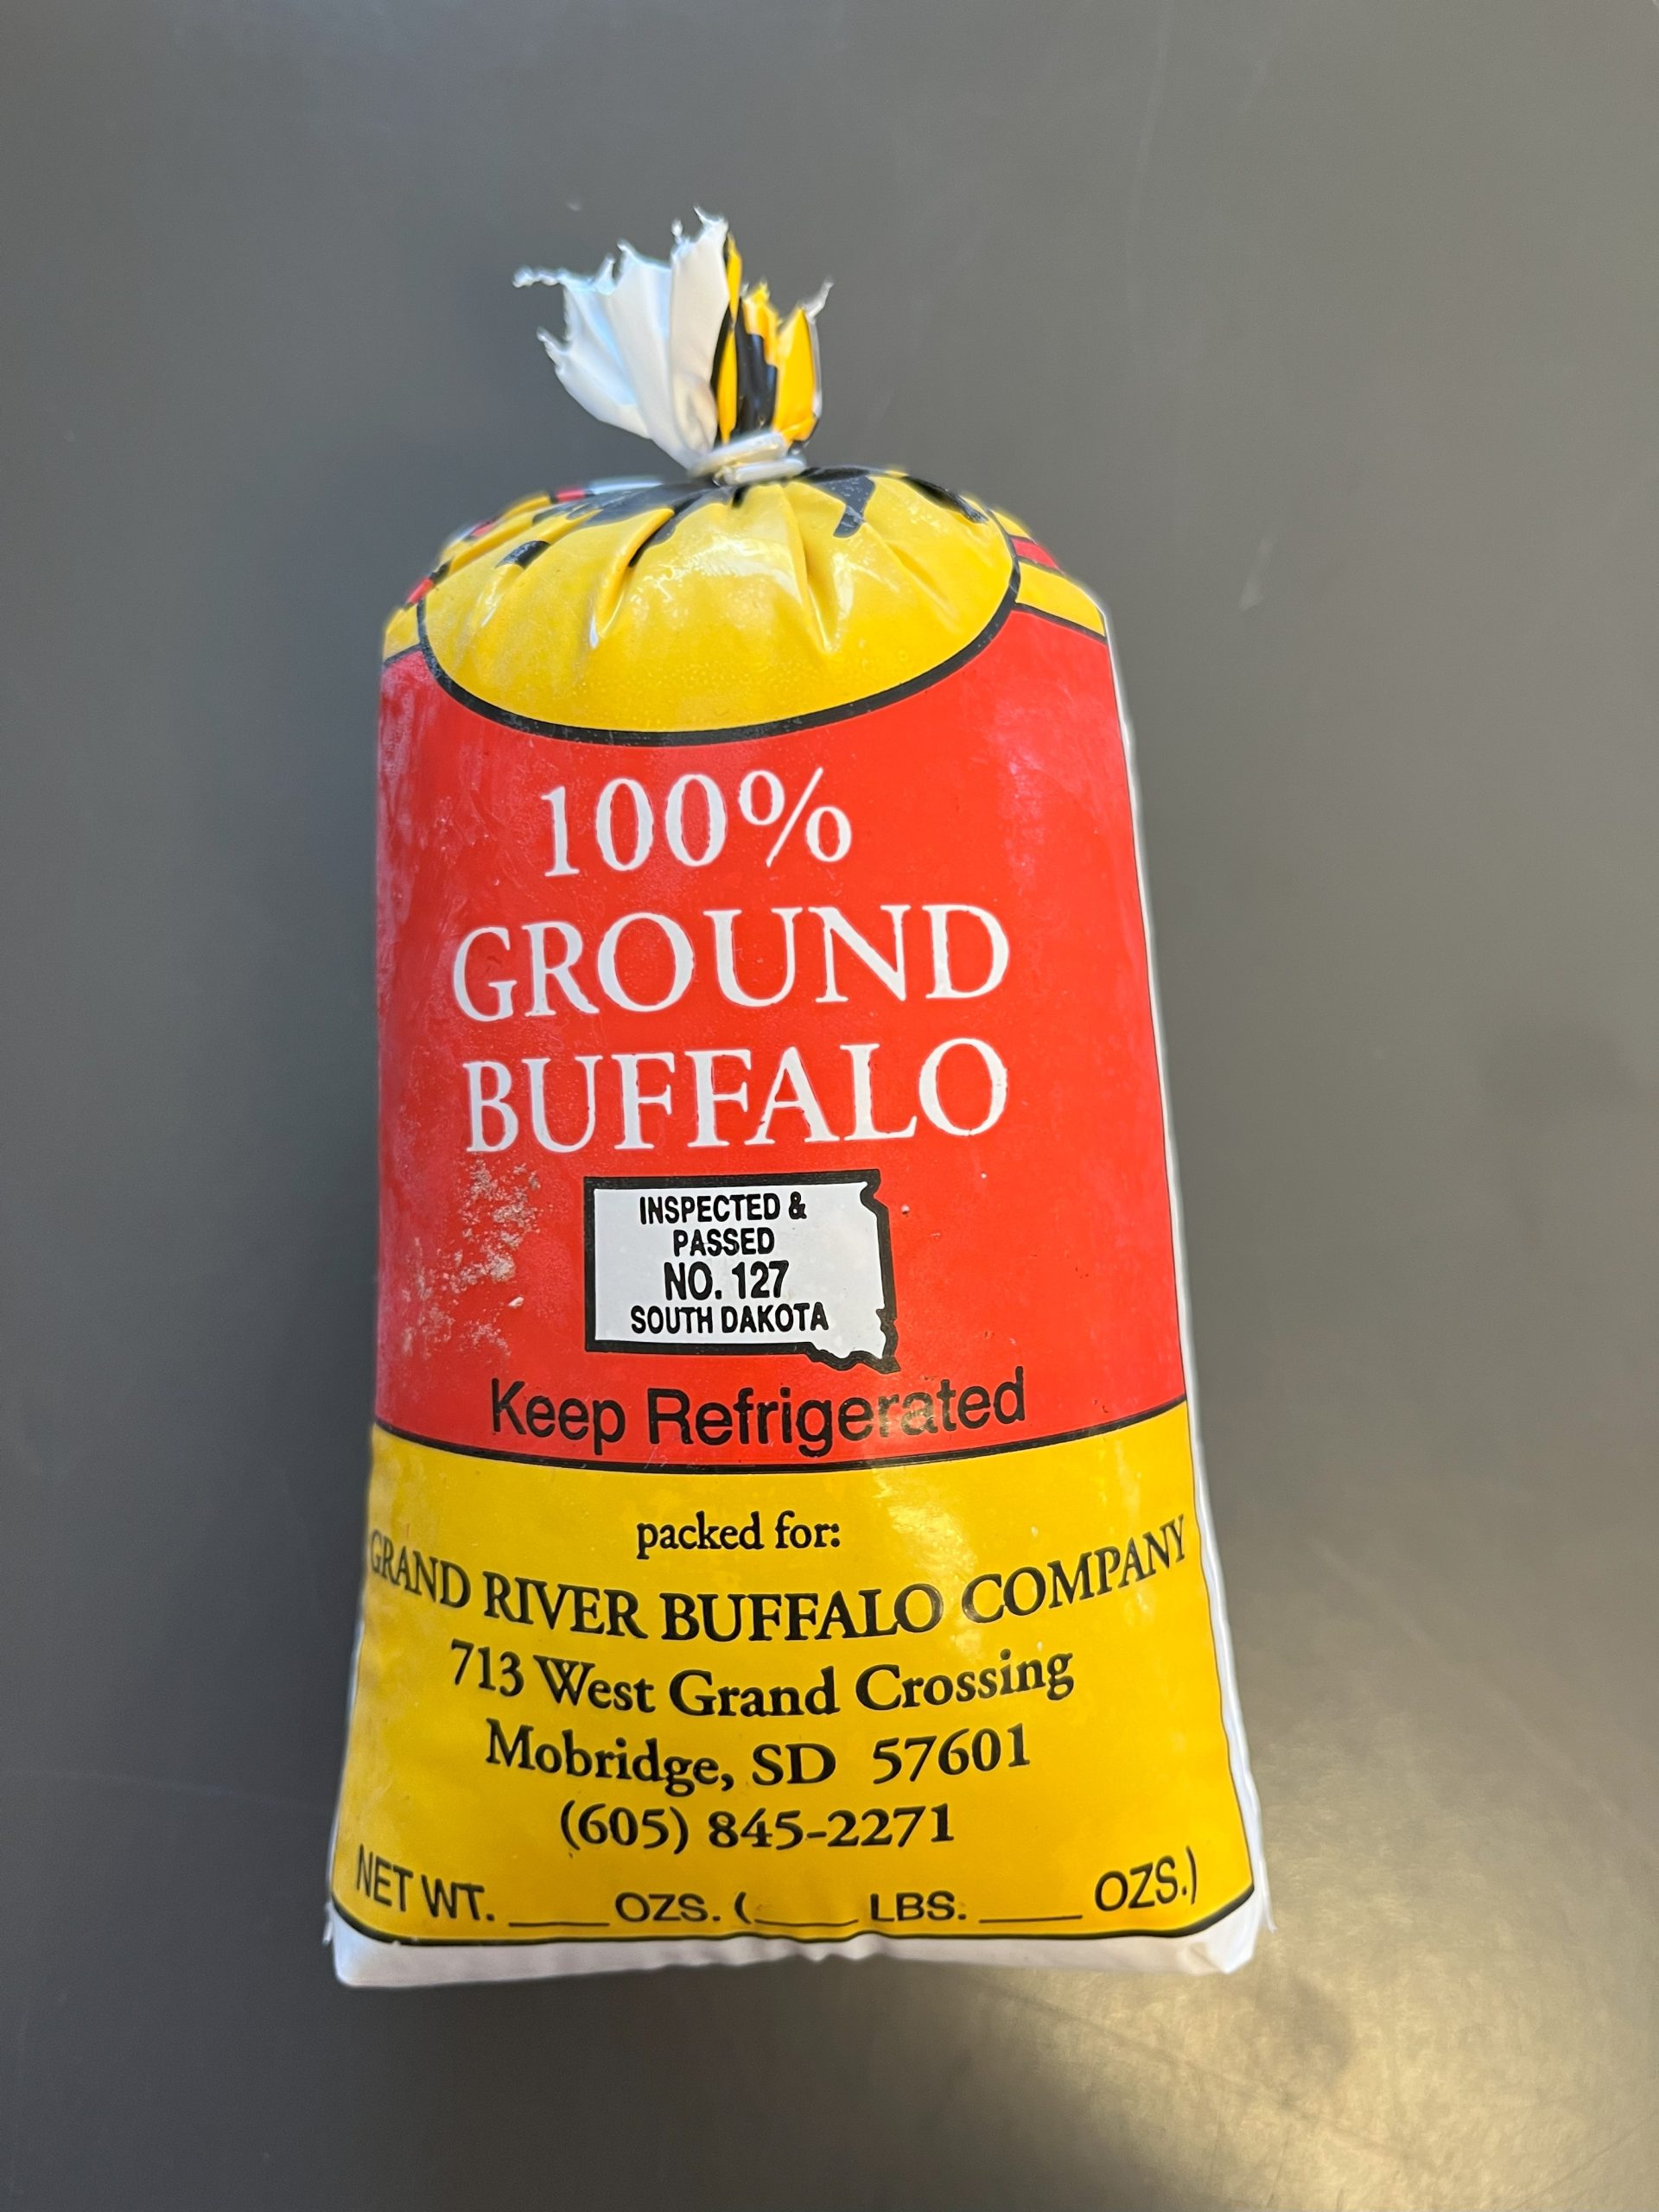 100%
GROUND
BUFFALO
INSPECTED &
PASSED
NO. 127
SOUTH DAKOTA
Keep Refrigerated
packed for:
GRAND RIVER BUFFALO COMPANY
713 West Grand Crossing
Mobridge, SD 57601
(605) 845-2271
NET WT. ____ OZS. (____ LBS. ____ OZS.)